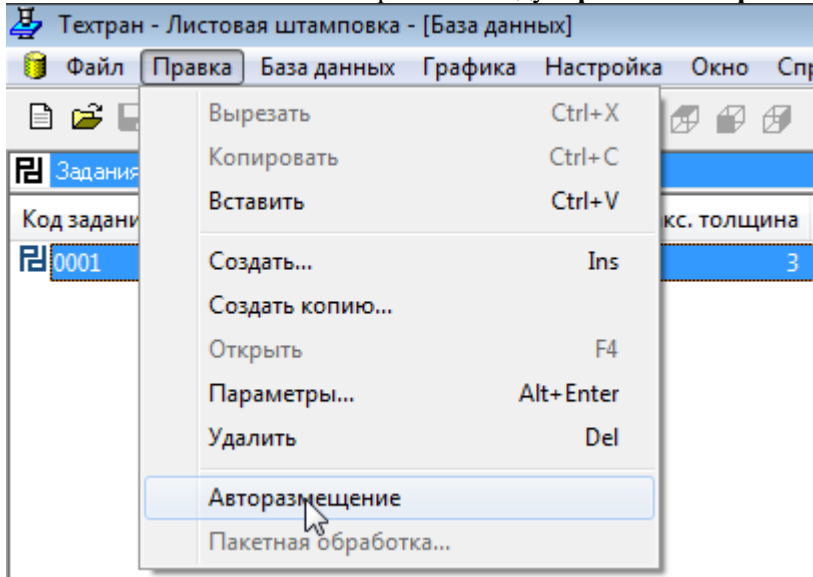 Техтран - Листовая штамповка - [База данных]
Файл Правка База данных Графика Настройка Окно
Задания
Вырезать Ctrl+X
Копировать Ctrl+C
Вставить Ctrl+V
Создать... Ins
Создать копию...
Открыть F4
Параметры... Alt+Enter
Удалить Del
Авторазмещение
Пакетная обработка...
Код задани кс. толщина
0001 3